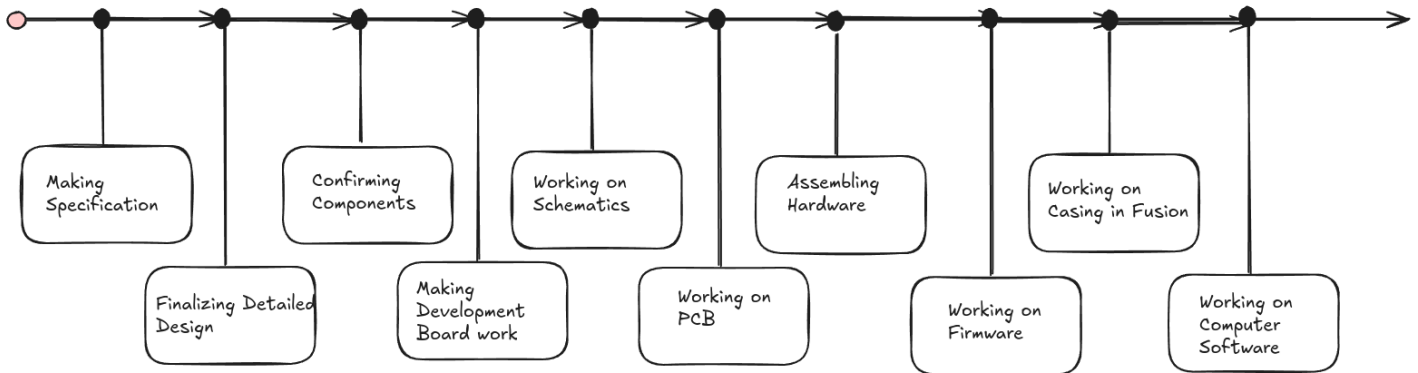 Making
Specification
Finalizing Detailed
Design
Confirming
Components
Making
Development
Board work
Working on
Schematics
Working on
PCB
Assembling
Hardware
Working on
Firmware
Working on
Casing in Fusion
Working on
Computer
Software